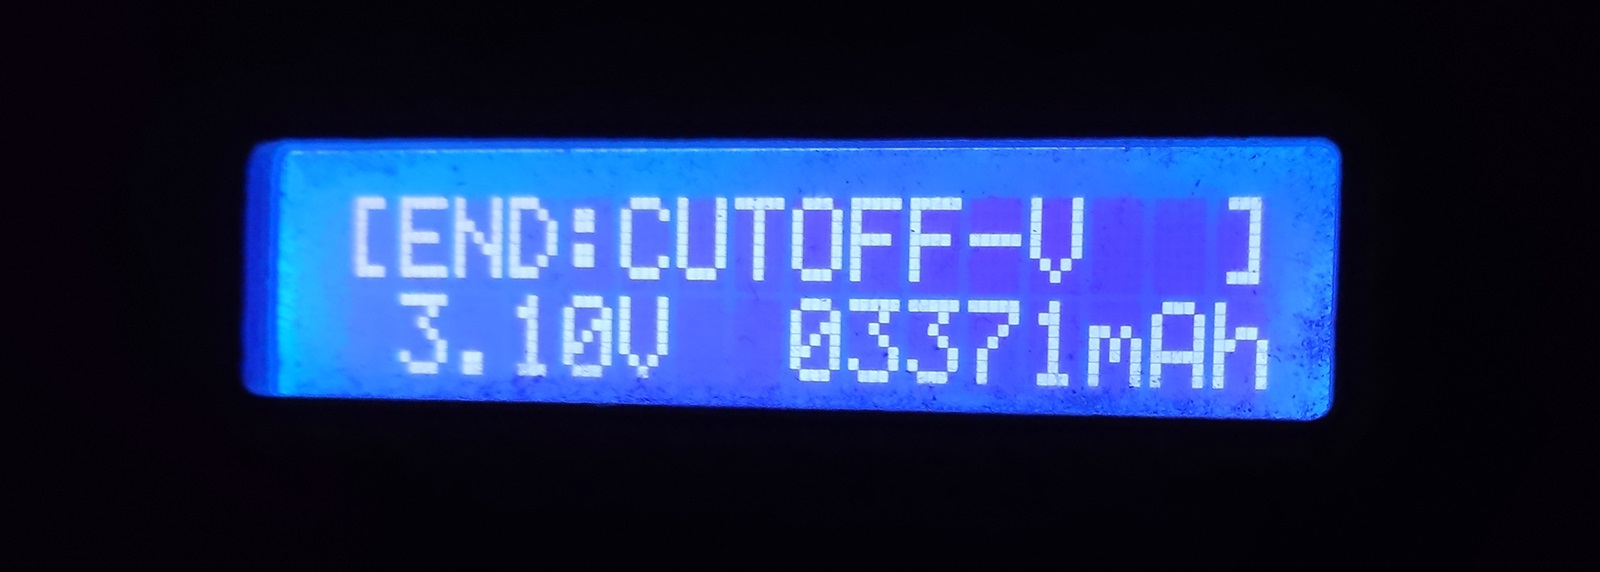 [END:CUTOFF-V ]
3.10V 03371mAh